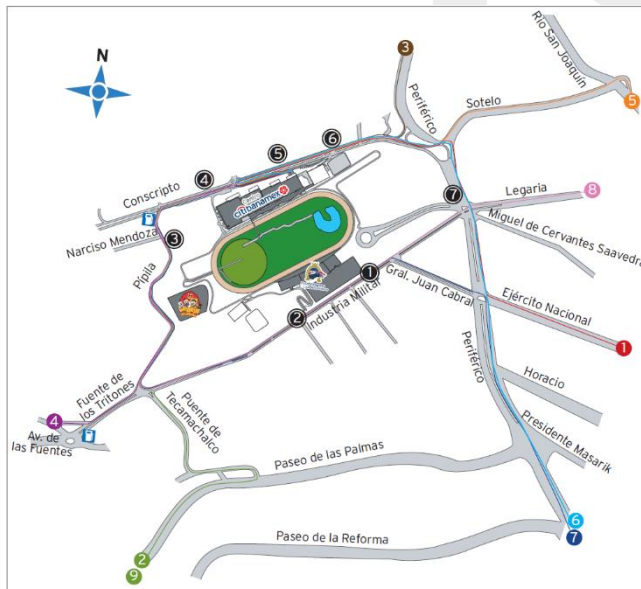 N
3
Río San Joaquín
Periférico
Sotelo
5
6
5
4
Conscripto
Centro
citibanamex
7
Legaria
8
Miguel de Cervantes Saavedra
Narciso Mendoza
3
Pípila
1
2
Industria Militar
Gral. Juan Cabral
Ejército Nacional
1
Periférico
Horacio
Fuente de
los Tritones
4
Av. de
las Fuentes
Puente de
Tecamachalco
Presidente Masarik
Paseo de las Palmas
6
7
Paseo de la Reforma
2
9